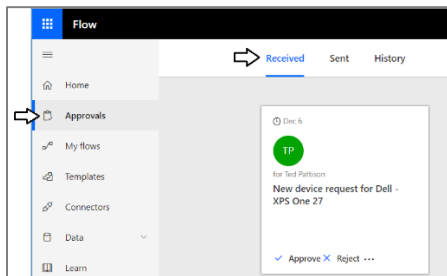 Flow
Received Sent History
Home
Approvals
My flows
Templates
Connectors
Data
Learn
Dec 6
TP
for Ted Pattison
New device request for Dell -
XPS One 27
Approve Reject ···